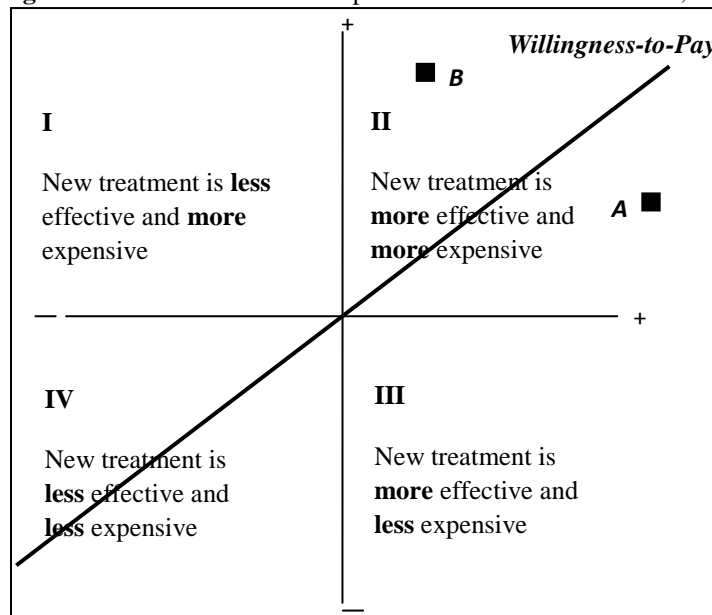 +
Willingness-to-Pay
B
I
II
New treatment is less
effective and more
expensive
New treatment is
more effective and
more expensive
A
—
+
IV
III
New treatment is
less effective and
less expensive
New treatment is
more effective and
less expensive
—